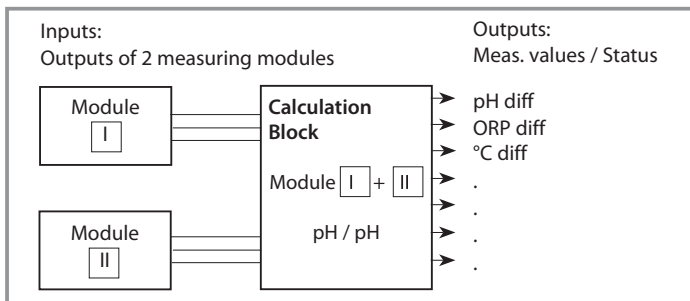 Inputs:
Outputs of 2 measuring modules
Outputs:
Meas. values / Status
Module
I
Calculation
Block
Module I + II
pH / pH
Module
II
pH diff
ORP diff
°C diff
.
.
.
.